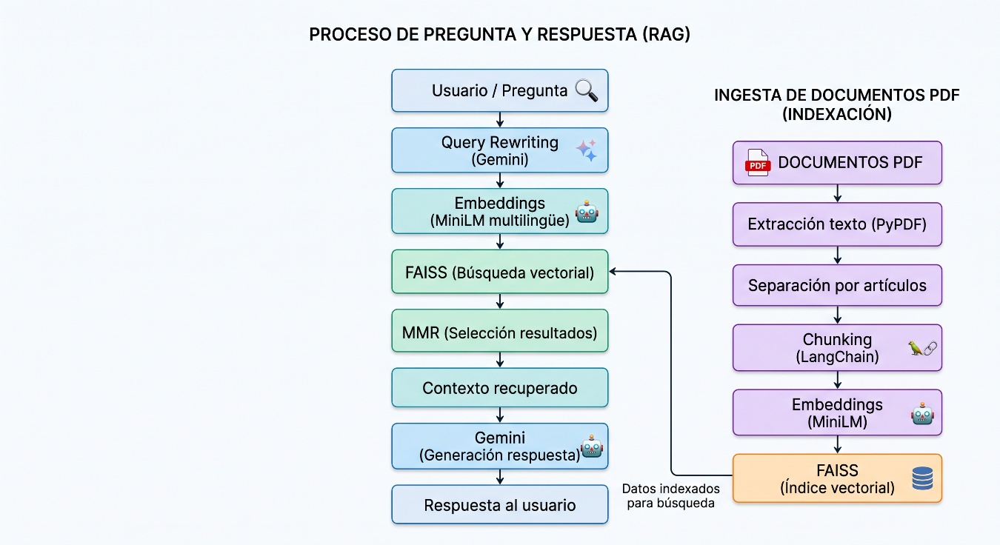 PROCESO DE PREGUNTA Y RESPUESTA (RAG)
Usuario / Pregunta
Query Rewriting
(Gemini)
Embeddings
(MiniLM multilingüe)
FAISS (Búsqueda vectorial)
MMR (Selección resultados)
Contexto recuperado
Gemini
(Generación respuesta)
Respuesta al usuario
INGESTA DE DOCUMENTOS PDF
(INDEXACIÓN)
PDF DOCUMENTOS PDF
Extracción texto (PyPDF)
Separación por artículos
Chunking
(LangChain)
Embeddings
(MiniLM)
FAISS
(Índice vectorial)
Datos indexados
para búsqueda